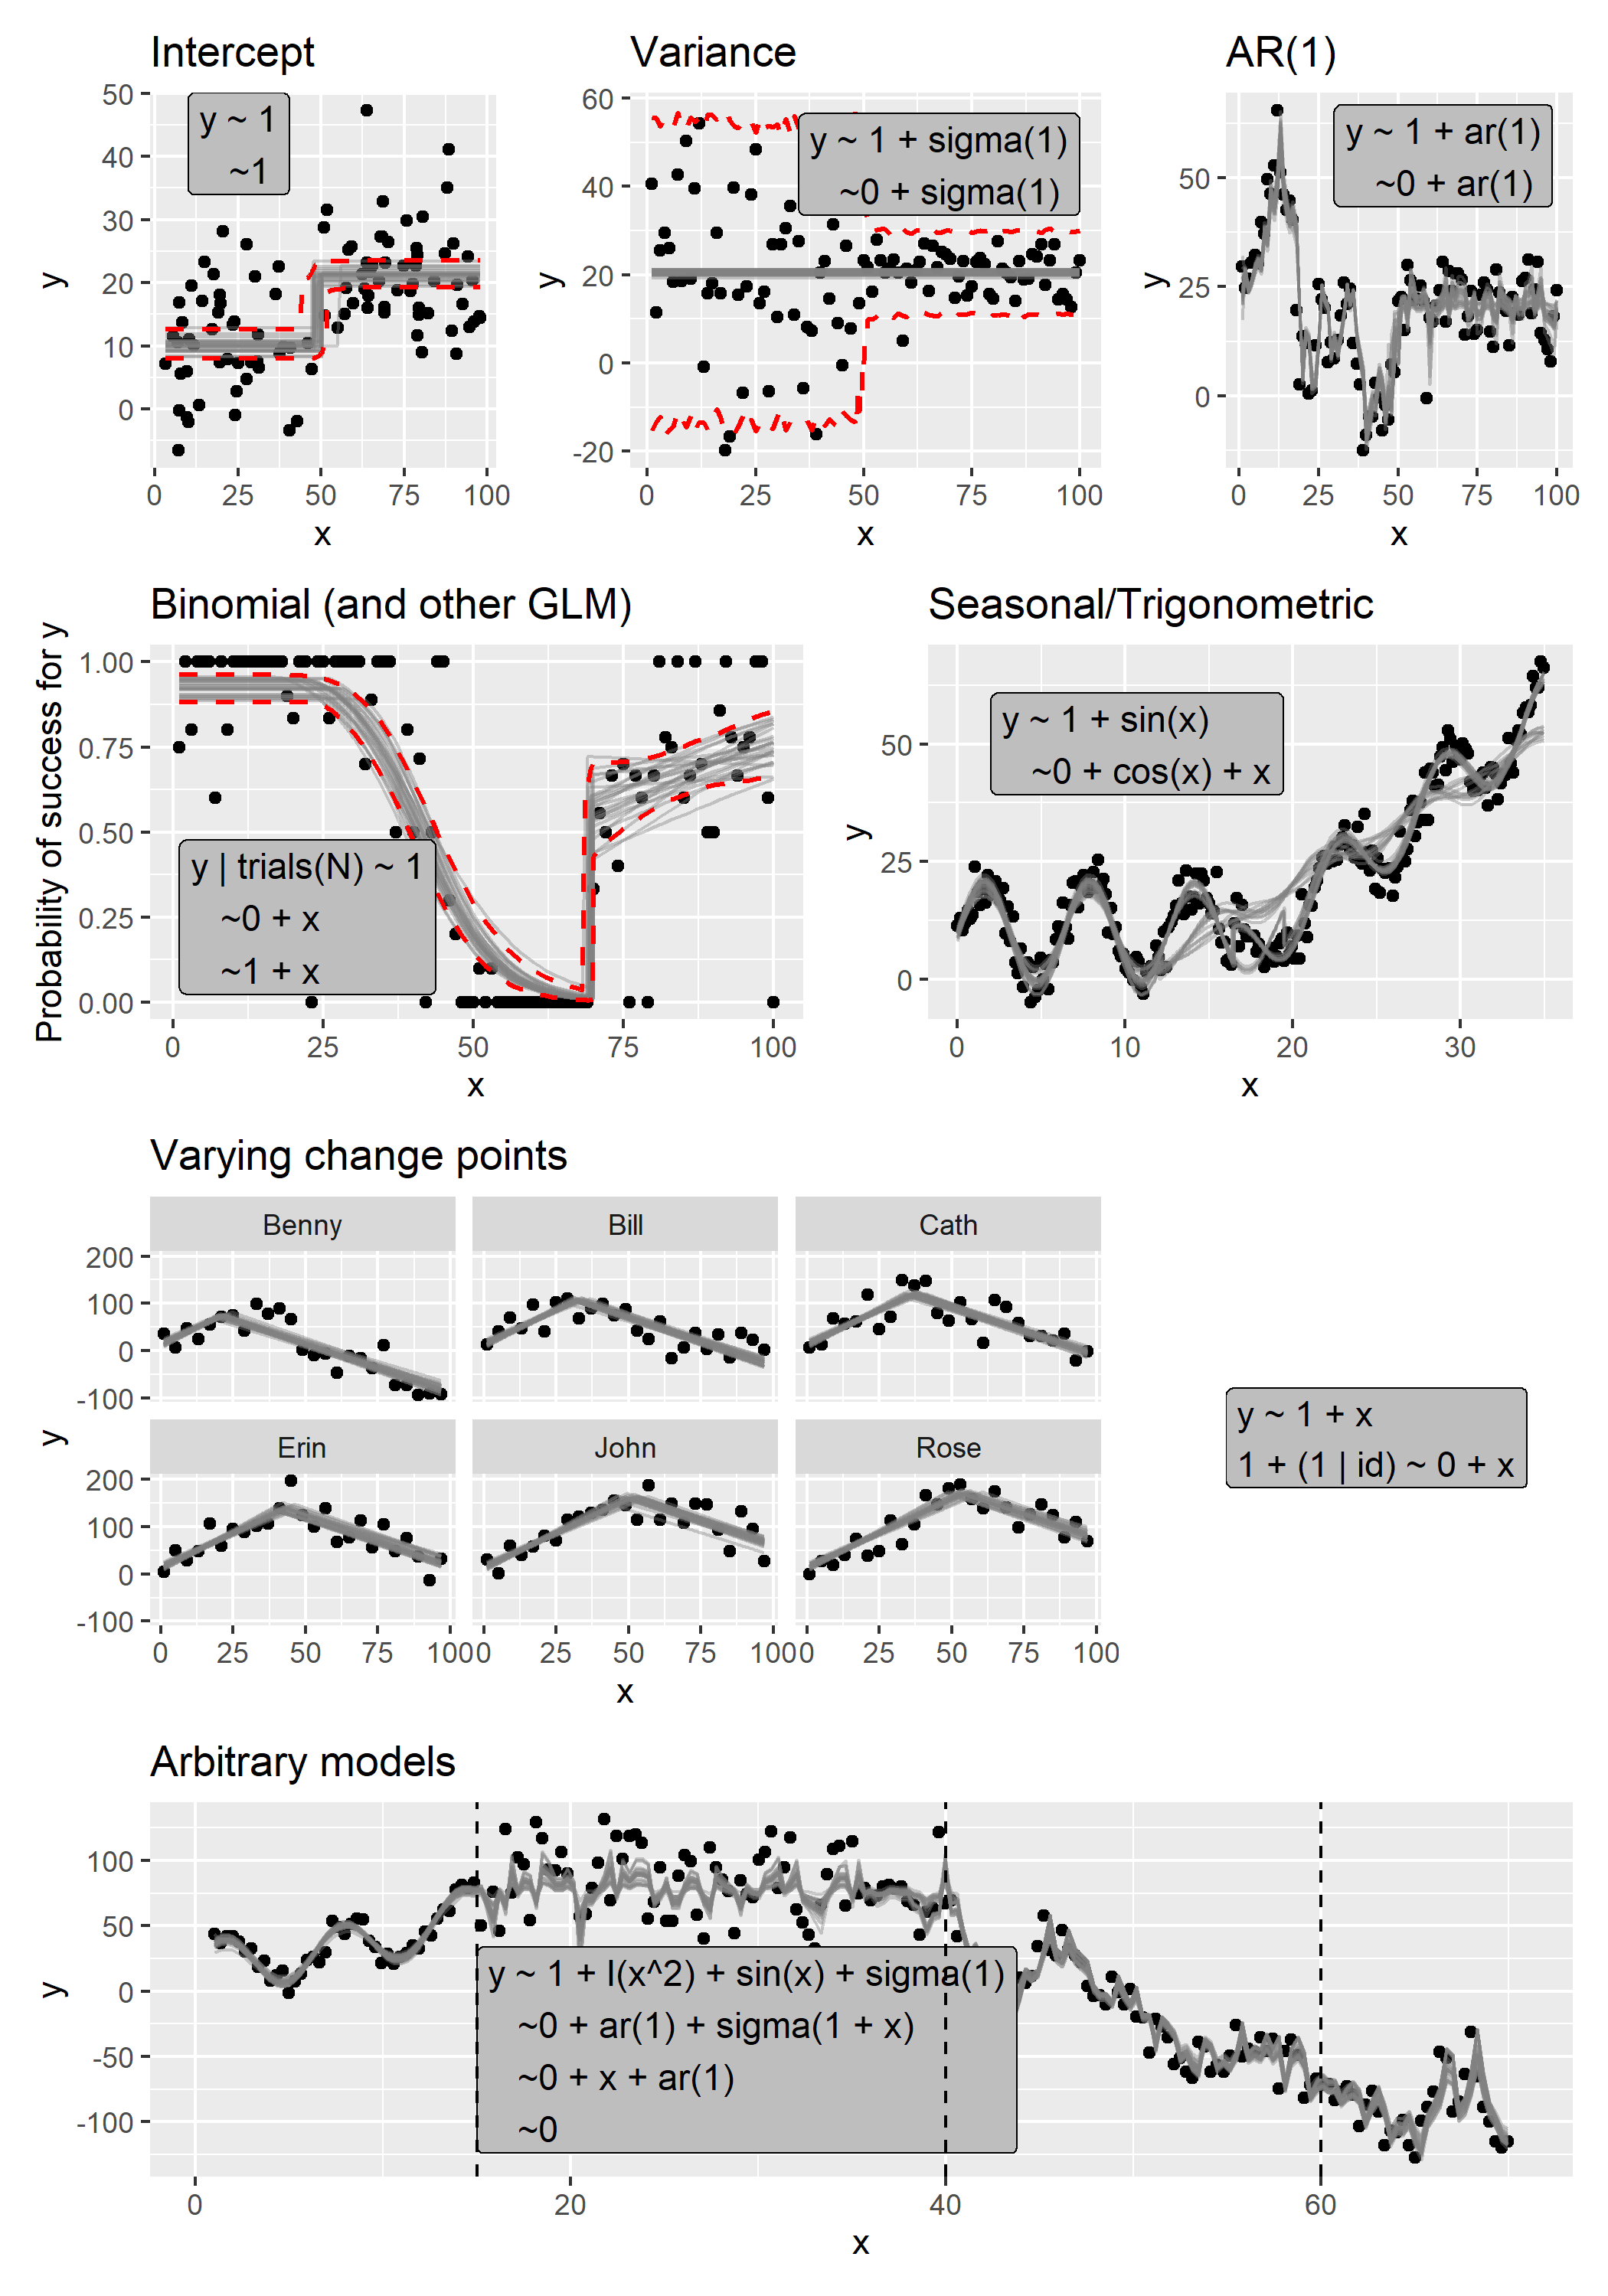 Intercept
y ~ 1
~1
50
40
30
20
10
0
y
0 25 50 75 100
x
Variance
y ~ 1 + sigma(1)
~0 + sigma(1)
60
40
20
0
-20
y
0 25 50 75 100
x
AR(1)
y ~ 1 + ar(1)
~0 + ar(1)
50
25
0
y
0 25 50 75 100
x
Binomial (and other GLM)
Probability of success for y
1.00
0.75
0.50
0.25
0.00
y | trials(N) ~ 1
~0 + x
~1 + x
0 25 50 75 100
x
Seasonal/Trigonometric
y ~ 1 + sin(x)
~0 + cos(x) + x
50
25
0
y
0 10 20 30
x
Varying change points
Benny Bill Cath
200
100
0
-100
y
Erin John Rose
200
100
0
-100
0 25 50 75 100 0 25 50 75 100 0 25 50 75 100
x
y ~ 1 + x
1 + (1 | id) ~ 0 + x
Arbitrary models
100
50
0
-50
-100
y
y ~ 1 + I(x^2) + sin(x) + sigma(1)
~0 + ar(1) + sigma(1 + x)
~0 + x + ar(1)
~0
0 20 40 60
x